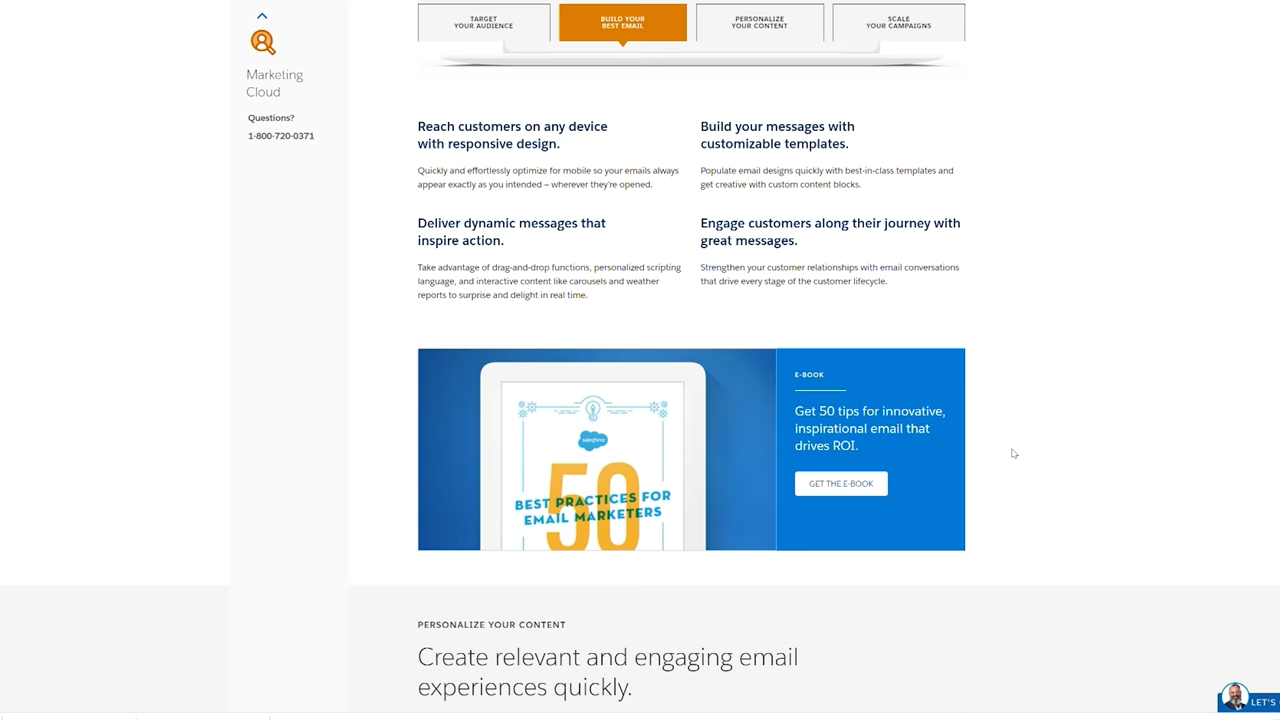 TARGET
YOUR AUDIENCE
BUILD YOUR
BEST EMAIL
PERSONALIZE
YOUR CONTENT
SCALE
YOUR CAMPAIGNS
Marketing
Cloud
Questions?
1-800-720-0371
Reach customers on any device
with responsive design.
Quickly and effortlessly optimize for mobile so your emails always
appear exactly as you intended – wherever they're opened.
Build your messages with
customizable templates.
Populate email designs quickly with best-in-class templates and
get creative with custom content blocks.
Deliver dynamic messages that
inspire action.
Take advantage of drag-and-drop functions, personalized scripting
language, and interactive content like carousels and weather
reports to surprise and delight in real time.
Engage customers along their journey with
great messages.
Strengthen your customer relationships with email conversations
that drive every stage of the customer lifecycle.
salesforce
50
BEST PRACTICES FOR
EMAIL MARKETERS
E-BOOK
Get 50 tips for innovative,
inspirational email that
drives ROI.
GET THE E-BOOK
PERSONALIZE YOUR CONTENT
Create relevant and engaging email
experiences quickly.
LET'S